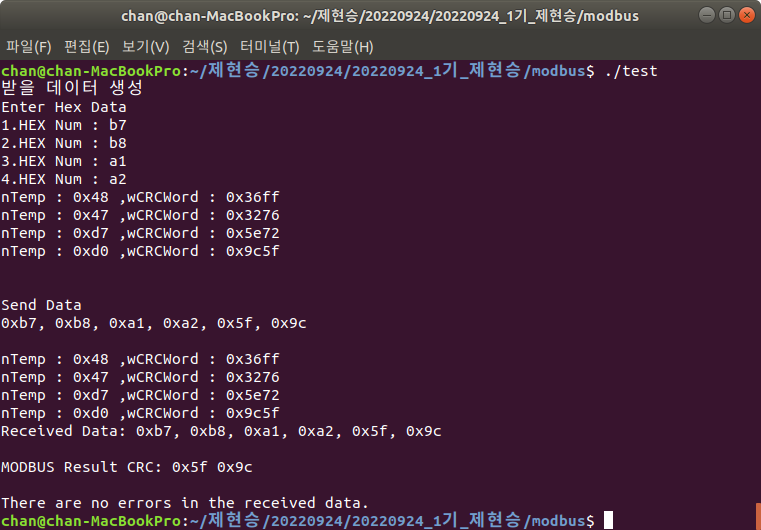 chan@chan-MacBookPro: ~/제현승/20220924/20220924_1기_제현승/modbus
파일(F) 편집(E) 보기(V) 검색(S) 터미널(T) 도움말(H)
chan@chan-MacBookPro:~/제현승/20220924/20220924_1기_제현승/modbus$ ./test
받을 데이터 생성
Enter Hex Data
1.HEX Num : b7
2.HEX Num : b8
3.HEX Num : a1
4.HEX Num : a2
nTemp : 0x48 ,wCRCWord : 0x36ff
nTemp : 0x47 ,wCRCWord : 0x3276
nTemp : 0xd7 ,wCRCWord : 0x5e72
nTemp : 0xd0 ,wCRCWord : 0x9c5f
Send Data
0xb7, 0xb8, 0xa1, 0xa2, 0x5f, 0x9c
nTemp : 0x48 ,wCRCWord : 0x36ff
nTemp : 0x47 ,wCRCWord : 0x3276
nTemp : 0xd7 ,wCRCWord : 0x5e72
nTemp : 0xd0 ,wCRCWord : 0x9c5f
Received Data: 0xb7, 0xb8, 0xa1, 0xa2, 0x5f, 0x9c
MODBUS Result CRC: 0x5f 0x9c
There are no errors in the received data.
chan@chan-MacBookPro:~/제현승/20220924/20220924_1기_제현승/modbus$